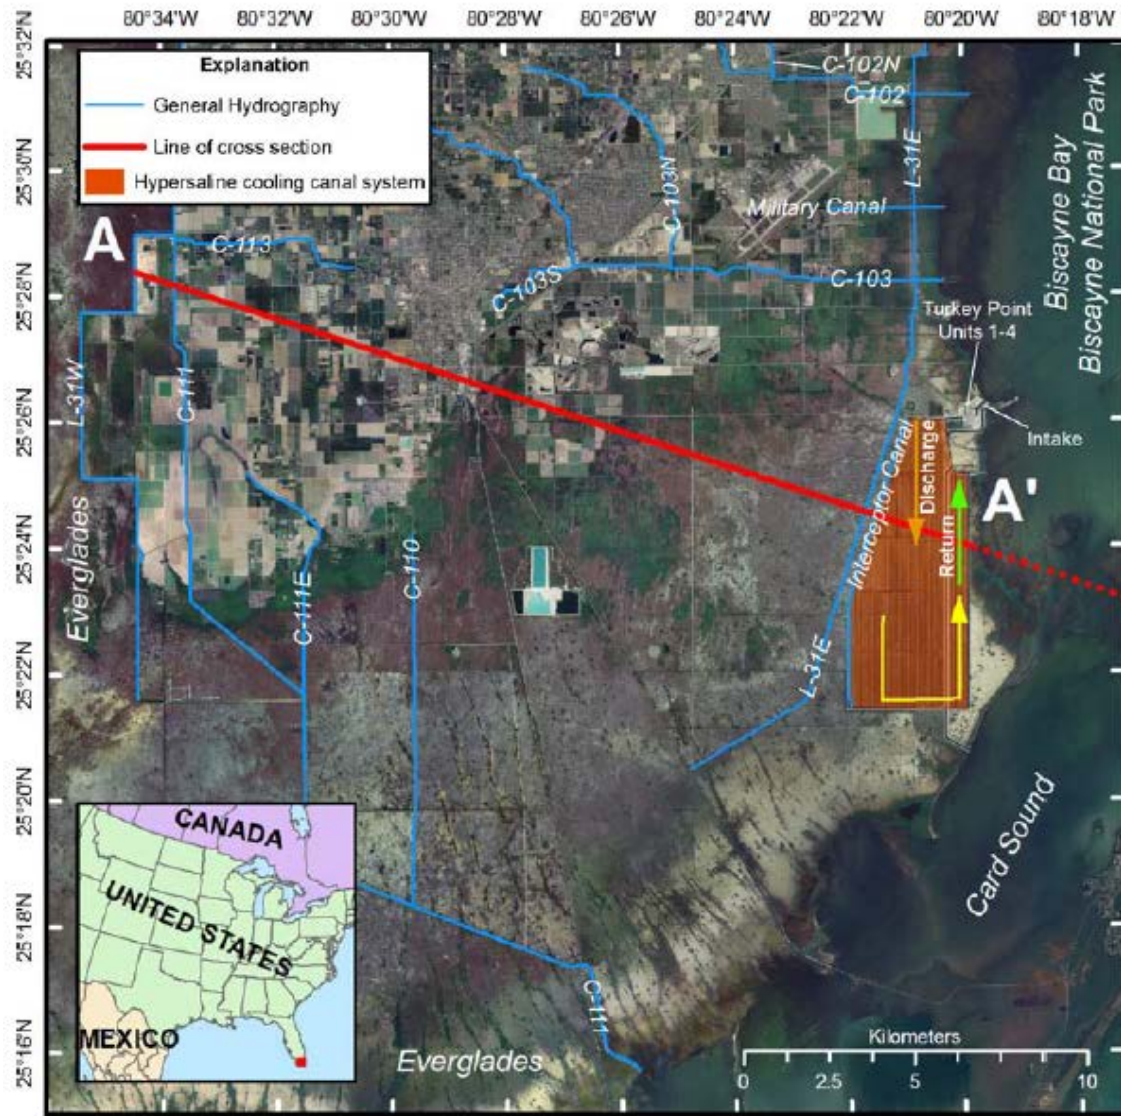 80°34'W 80°32'W 80°30'W 80°28'W 80°26'W 80°24'W 80°22'W 80°20'W 80°18'W
25°32'N
25°30'N
25°28'N
25°26'N
25°24'N
25°22'N
25°20'N
25°18'N
25°16'N
Explanation
General Hydrography
Line of cross section
Hypersaline cooling canal system
C-102N
C-102
L-31E
C-103N
Military Canal
Biscayne Bay
Biscayne National Park
A
C-113
C-103S
C-103
Turkey Point
Units 1-4
L-31W
C-111
Intake
Interceptor Canal
Discharge
Return
A'
Everglades
C-111E
C-110
L-31E
CANADA
UNITED STATES
MEXICO
Card Sound
C-111
Everglades
Kilometers
0 2.5 5 10